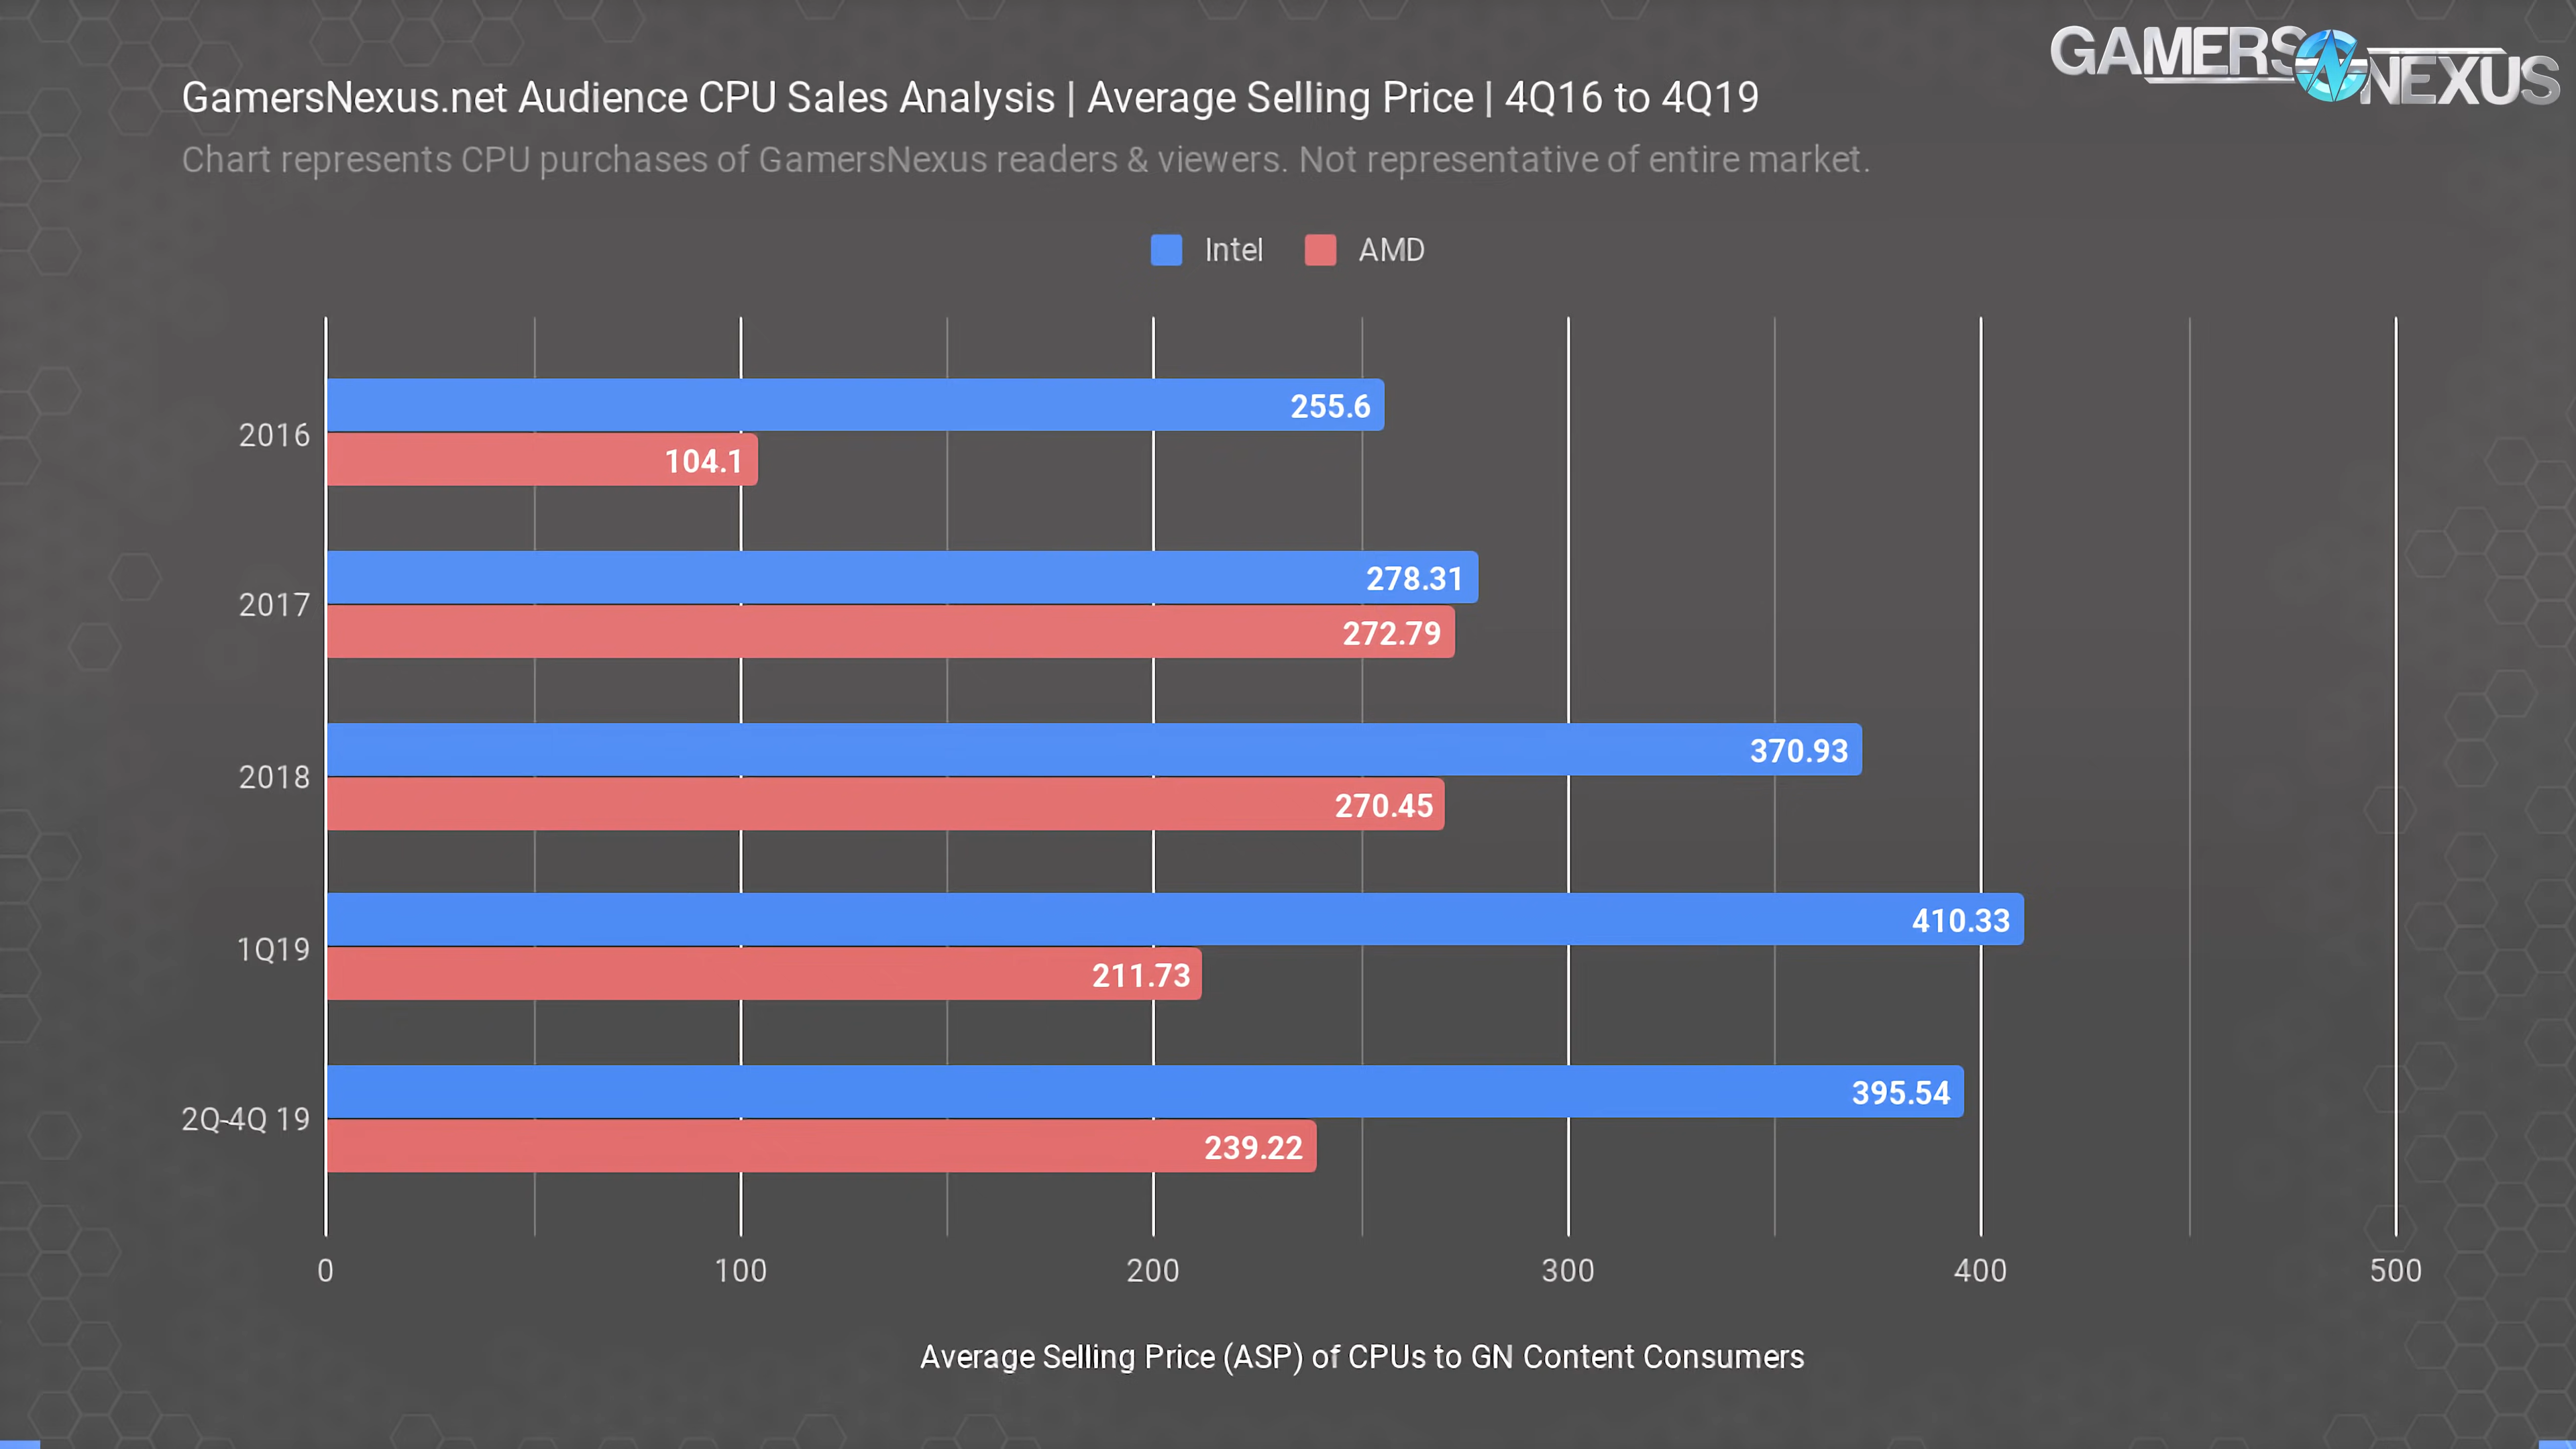 GAMERS NEXUS
GamersNexus.net Audience CPU Sales Analysis | Average Selling Price | 4Q16 to 4Q19
Chart represents CPU purchases of GamersNexus readers & viewers. Not representative of entire market.
Intel AMD
2016 255.6
104.1
2017 278.31
272.79
2018 370.93
270.45
1Q19 410.33
211.73
2Q-4Q 19 395.54
239.22
0 100 200 300 400 500
Average Selling Price (ASP) of CPUs to GN Content Consumers